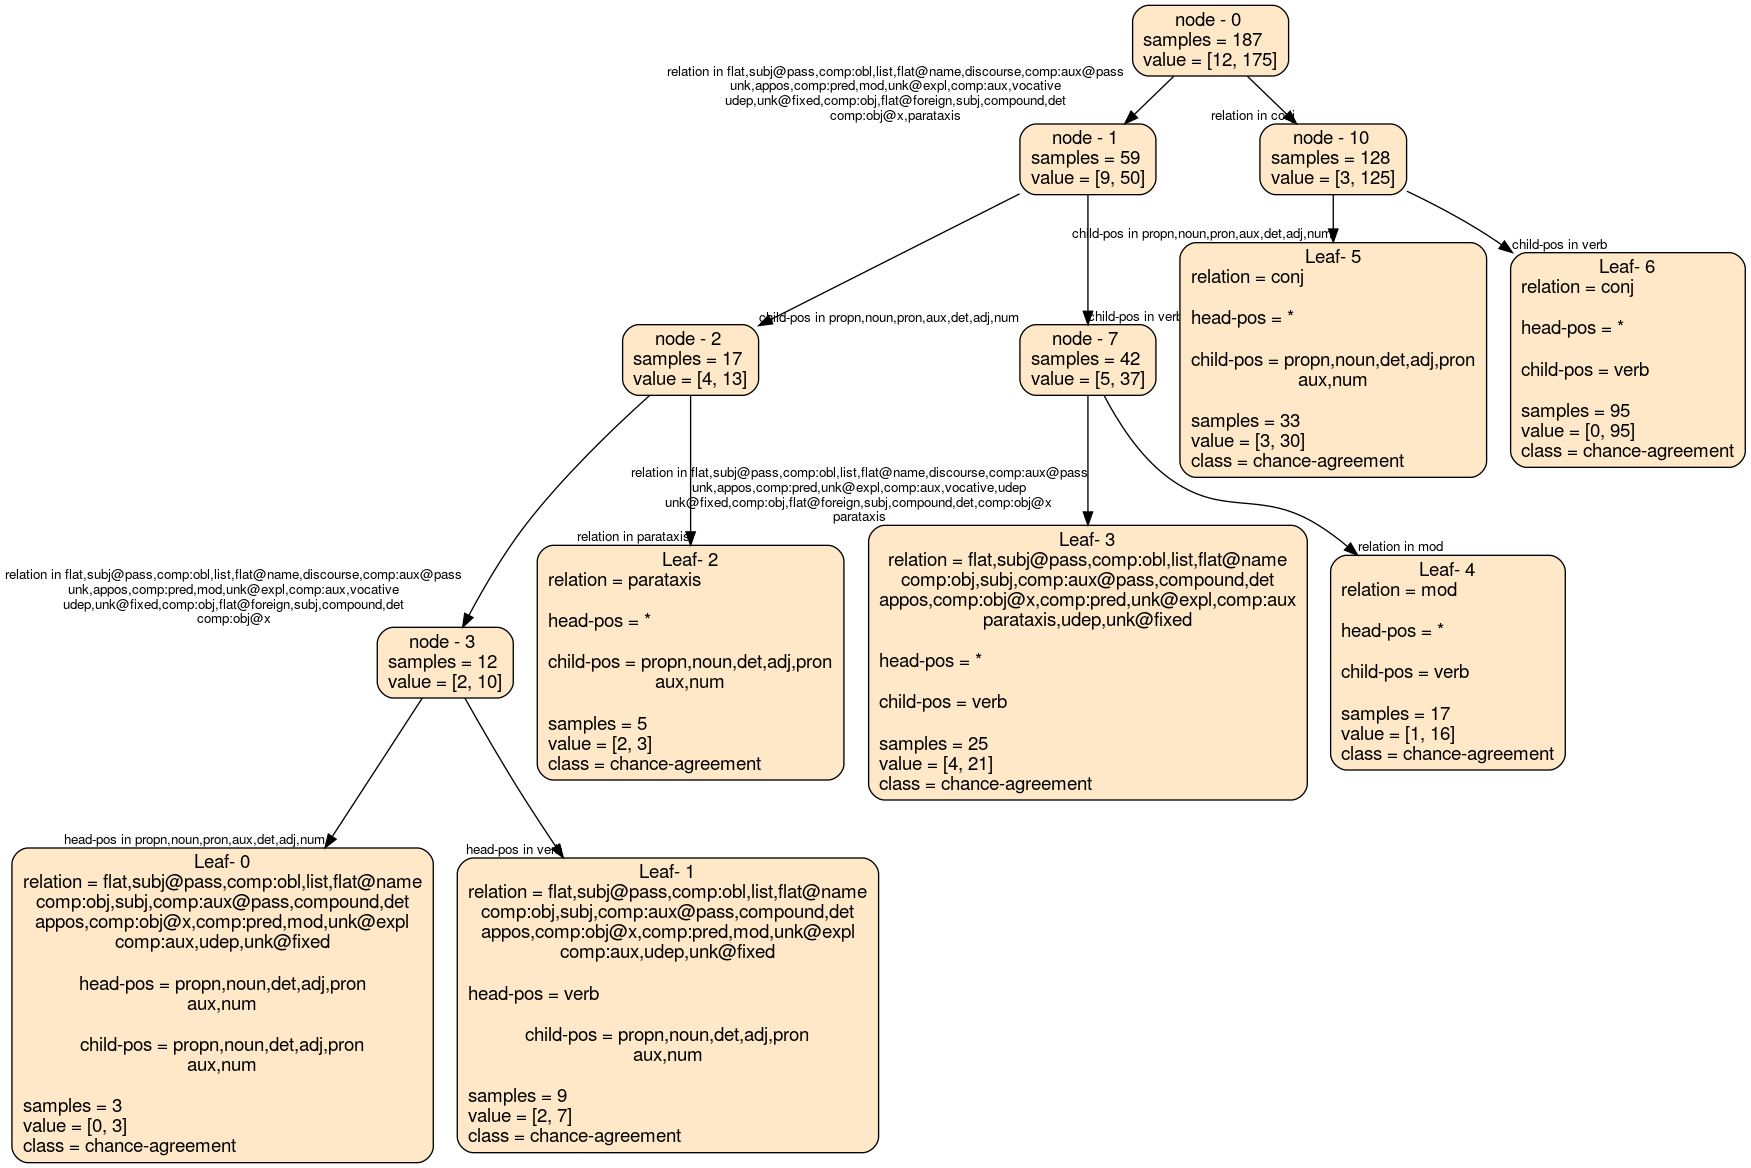 node - 0
samples = 187
value = [12, 175]
relation in flat,subj@pass,comp:obl,list,flat@name,discourse,comp:aux@pass
unk,appos,comp:pred,mod,unk@expl,comp:aux,vocative
udep,unk@fixed,comp:obj,flat@foreign,subj,compound,det
comp:obj@x,parataxis
relation in conj
node - 1
samples = 59
value = [9, 50]
node - 10
samples = 128
value = [3, 125]
child-pos in propn,noun,pron,aux,det,adj,num
child-pos in verb
Leaf- 5
relation = conj
head-pos = *
child-pos = propn,noun,det,adj,pron
aux,num
samples = 33
value = [3, 30]
class = chance-agreement
Leaf- 6
relation = conj
head-pos = *
child-pos = verb
samples = 95
value = [0, 95]
class = chance-agreement
child-pos in propn,noun,pron,aux,det,adj,num
child-pos in verb
node - 2
samples = 17
value = [4, 13]
node - 7
samples = 42
value = [5, 37]
relation in flat,subj@pass,comp:obl,list,flat@name,discourse,comp:aux@pass
unk,appos,comp:pred,unk@expl,comp:aux,vocative,udep
unk@fixed,comp:obj,flat@foreign,subj,compound,det,comp:obj@x
parataxis
relation in parataxis
relation in mod
Leaf- 2
relation = parataxis
head-pos = *
child-pos = propn,noun,det,adj,pron
aux,num
samples = 5
value = [2, 3]
class = chance-agreement
Leaf- 3
relation = flat,subj@pass,comp:obl,list,flat@name
comp:obj,subj,comp:aux@pass,compound,det
appos,comp:obj@x,comp:pred,unk@expl,comp:aux
parataxis,udep,unk@fixed
head-pos = *
child-pos = verb
samples = 25
value = [4, 21]
class = chance-agreement
Leaf- 4
relation = mod
head-pos = *
child-pos = verb
samples = 17
value = [1, 16]
class = chance-agreement
relation in flat,subj@pass,comp:obl,list,flat@name,discourse,comp:aux@pass
unk,appos,comp:pred,mod,unk@expl,comp:aux,vocative
udep,unk@fixed,comp:obj,flat@foreign,subj,compound,det
comp:obj@x
node - 3
samples = 12
value = [2, 10]
head-pos in propn,noun,pron,aux,det,adj,num
head-pos in verb
Leaf- 0
relation = flat,subj@pass,comp:obl,list,flat@name
comp:obj,subj,comp:aux@pass,compound,det
appos,comp:obj@x,comp:pred,mod,unk@expl
comp:aux,udep,unk@fixed
head-pos = propn,noun,det,adj,pron
aux,num
child-pos = propn,noun,det,adj,pron
aux,num
samples = 3
value = [0, 3]
class = chance-agreement
Leaf- 1
relation = flat,subj@pass,comp:obl,list,flat@name
comp:obj,subj,comp:aux@pass,compound,det
appos,comp:obj@x,comp:pred,mod,unk@expl
comp:aux,udep,unk@fixed
head-pos = verb
child-pos = propn,noun,det,adj,pron
aux,num
samples = 9
value = [2, 7]
class = chance-agreement